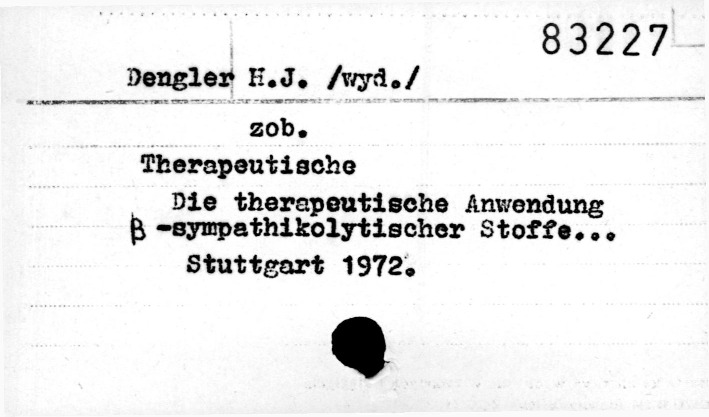 83227
Dengler H.J. /wyd./
zob.
Therapeutische
Die therapeutische Anwendung
β-sympathikolytischer Stoffe...
Stuttgart 1972.